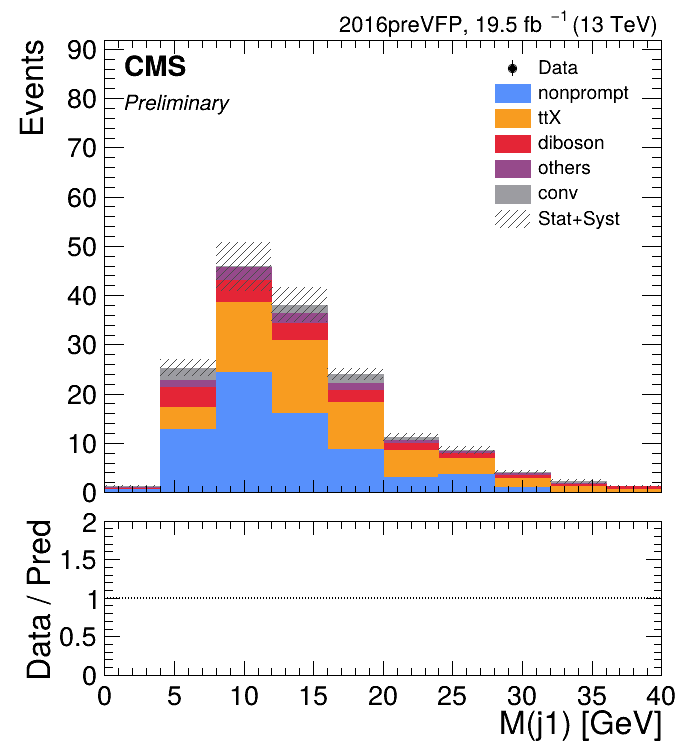 2016preVFP, 19.5 fb⁻¹ (13 TeV)
Events
90
80
70
60
50
40
30
20
10
0
CMS
Preliminary
Data
nonprompt
ttX
diboson
others
conv
Stat+Syst
Data / Pred
2
1.5
1
0.5
0
0 5 10 15 20 25 30 35 40
M(j1) [GeV]